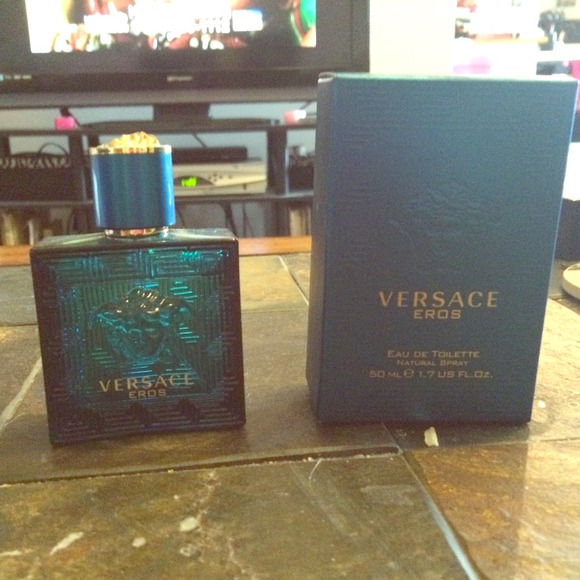 VERSACE
EROS
VERSACE
EROS
EAU DE TOILETTE
NATURAL SPRAY
50 ML ℮ 1.7 US FL.OZ.